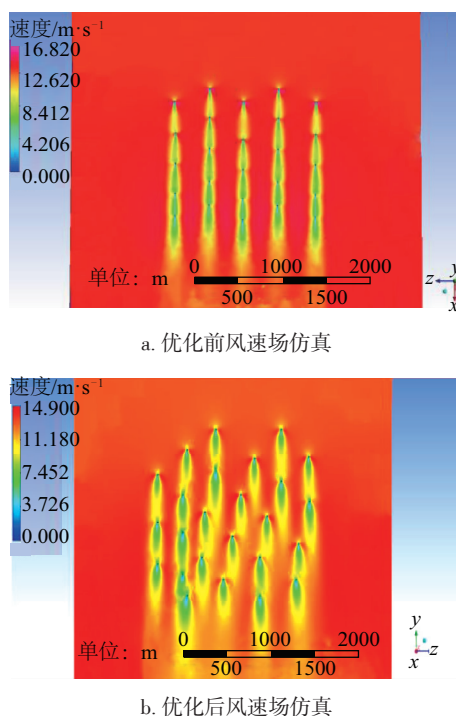 速度/m·s⁻¹
16.820
12.620
8.412
4.206
0.000
单位：m
0 1000 2000
500 1500
z y
x
a. 优化前风速场仿真
速度/m·s⁻¹
14.900
11.180
7.452
3.726
0.000
单位：m
0 1000 2000
500 1500
y
x z
b. 优化后风速场仿真